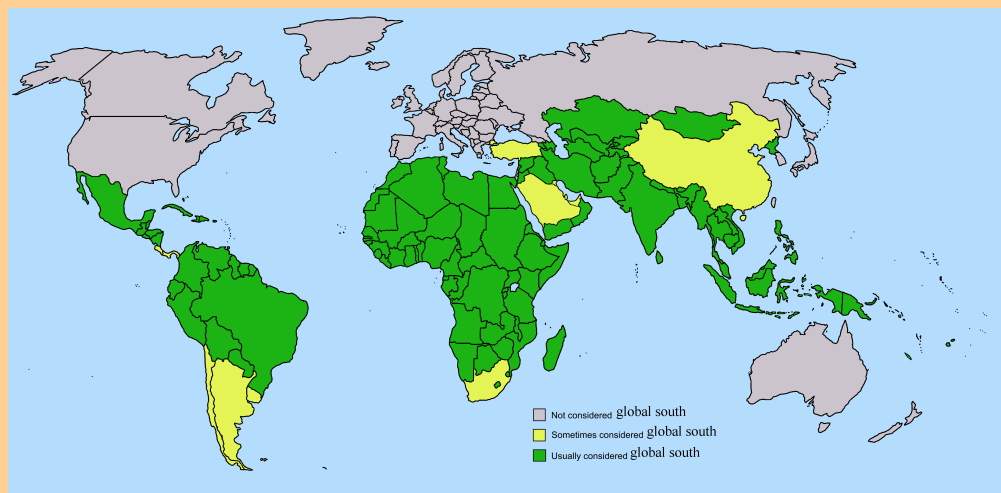 Not considered global south
Sometimes considered global south
Usually considered global south